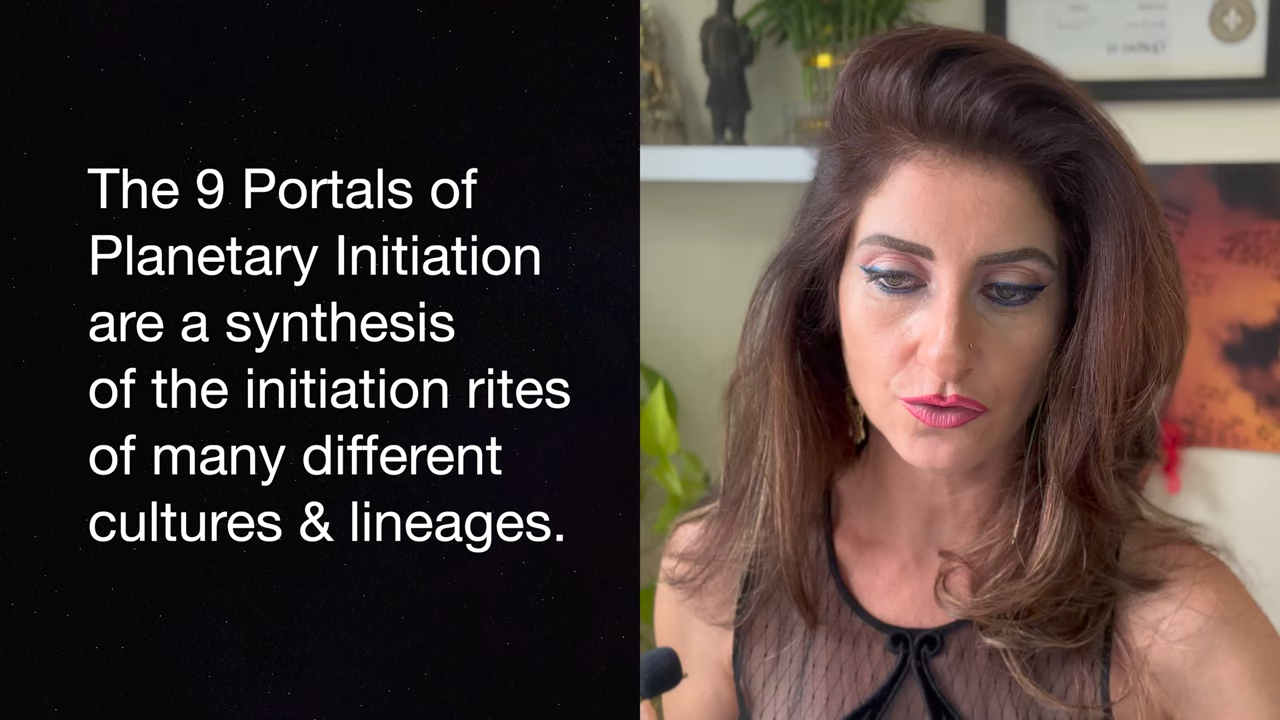 The 9 Portals of
Planetary Initiation
are a synthesis
of the initiation rites
of many different
cultures & lineages.